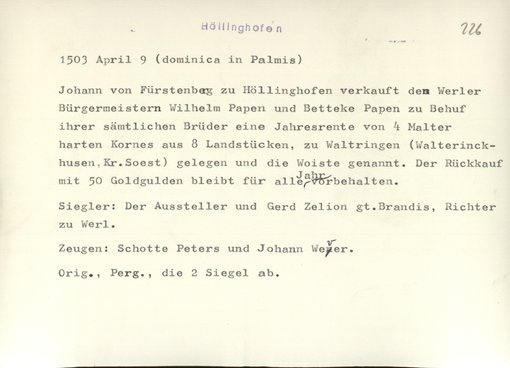 Höllinghofen
226
1503 April 9 (dominica in Palmis)
Johann von Fürstenberg zu Höllinghofen verkauft den Werler
Bürgermeistern Wilhelm Papen und Betteke Papen zu Behuf
ihrer sämtlichen Brüder eine Jahresrente von 4 Malter
harten Kornes aus 8 Landstücken, zu Waltringen (Walterinck-
husen, Kr. Soest) gelegen und die Woiste genannt. Der Rückkauf
mit 50 Goldgulden bleibt für alle Jahr vorbehalten.
Siegler: Der Aussteller und Gerd Zelion gt. Brandis, Richter
zu Werl.
Zeugen: Schotte Peters und Johann Wever.
Orig., Perg., die 2 Siegel ab.